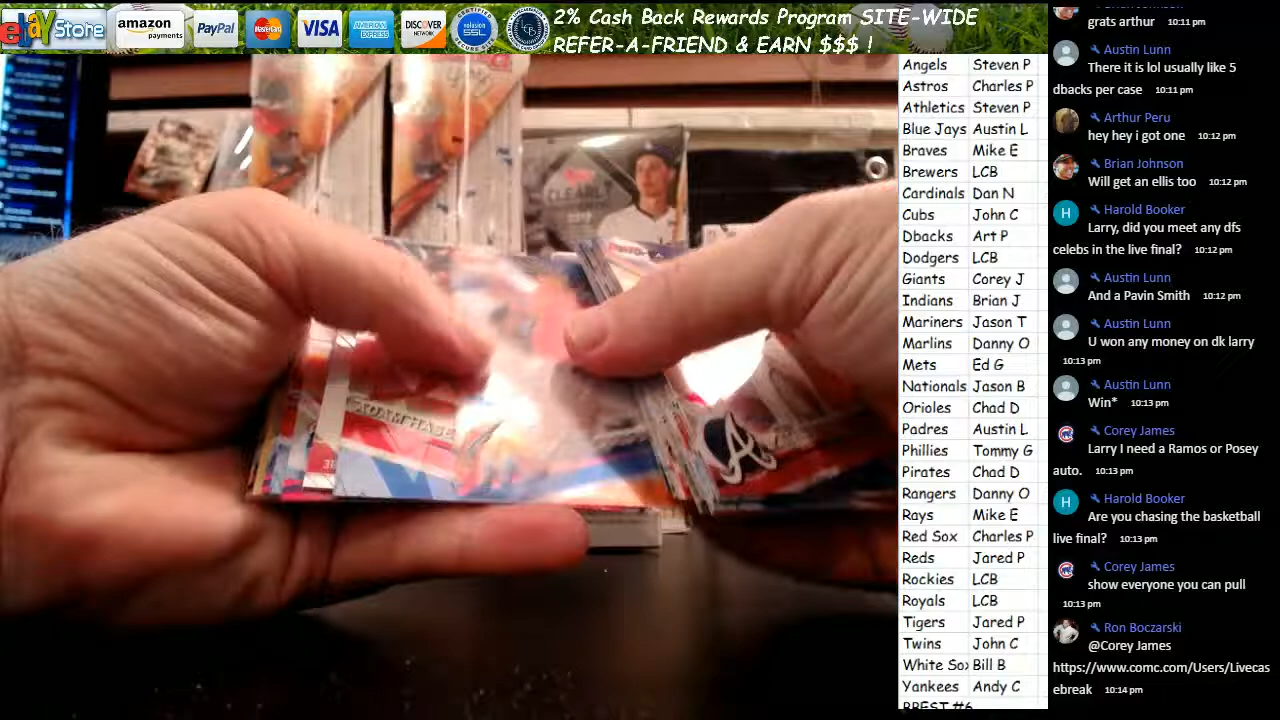 ebay Store
amazon
payments
PayPal
MasterCard
VISA
AMERICAN
EXPRESS
DISCOVER
NETWORK
2% Cash Back Rewards Program SITE-WIDE
REFER-A-FRIEND & EARN $$$ !
CLEARLY
Angels Steven P
Astros Charles P
Athletics Steven P
Blue Jays Austin L
Braves Mike E
Brewers LCB
Cardinals Dan N
Cubs John C
Dbacks Art P
Dodgers LCB
Giants Corey J
Indians Brian J
Mariners Jason T
Marlins Danny O
Mets Ed G
Nationals Jason B
Orioles Chad D
Padres Austin L
Phillies Tommy G
Pirates Chad D
Rangers Danny O
Rays Mike E
Red Sox Charles P
Reds Jared P
Rockies LCB
Royals LCB
Tigers Jared P
Twins John C
White Sox Bill B
Yankees Andy C
BBEST #6
grats arthur 10:11 pm
Austin Lunn
There it is lol usually like 5
dbacks per case 10:11 pm
Arthur Peru
hey hey i got one 10:12 pm
Brian Johnson
Will get an ellis too 10:12 pm
H Harold Booker
Larry, did you meet any dfs
celebs in the live final? 10:12 pm
Austin Lunn
And a Pavin Smith 10:12 pm
Austin Lunn
U won any money on dk larry
10:13 pm
Austin Lunn
Win* 10:13 pm
Corey James
Larry I need a Ramos or Posey
auto. 10:13 pm
H Harold Booker
Are you chasing the basketball
live final? 10:13 pm
Corey James
show everyone you can pull
10:13 pm
Ron Boczarski
@Corey James
https://www.comc.com/Users/Livecas
ebreak 10:14 pm